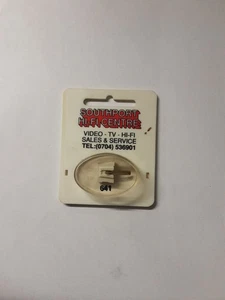 SOUTHPORT
HI-FI CENTRE
VIDEO - TV - HI-FI
SALES & SERVICE
TEL:(0704) 536901
641